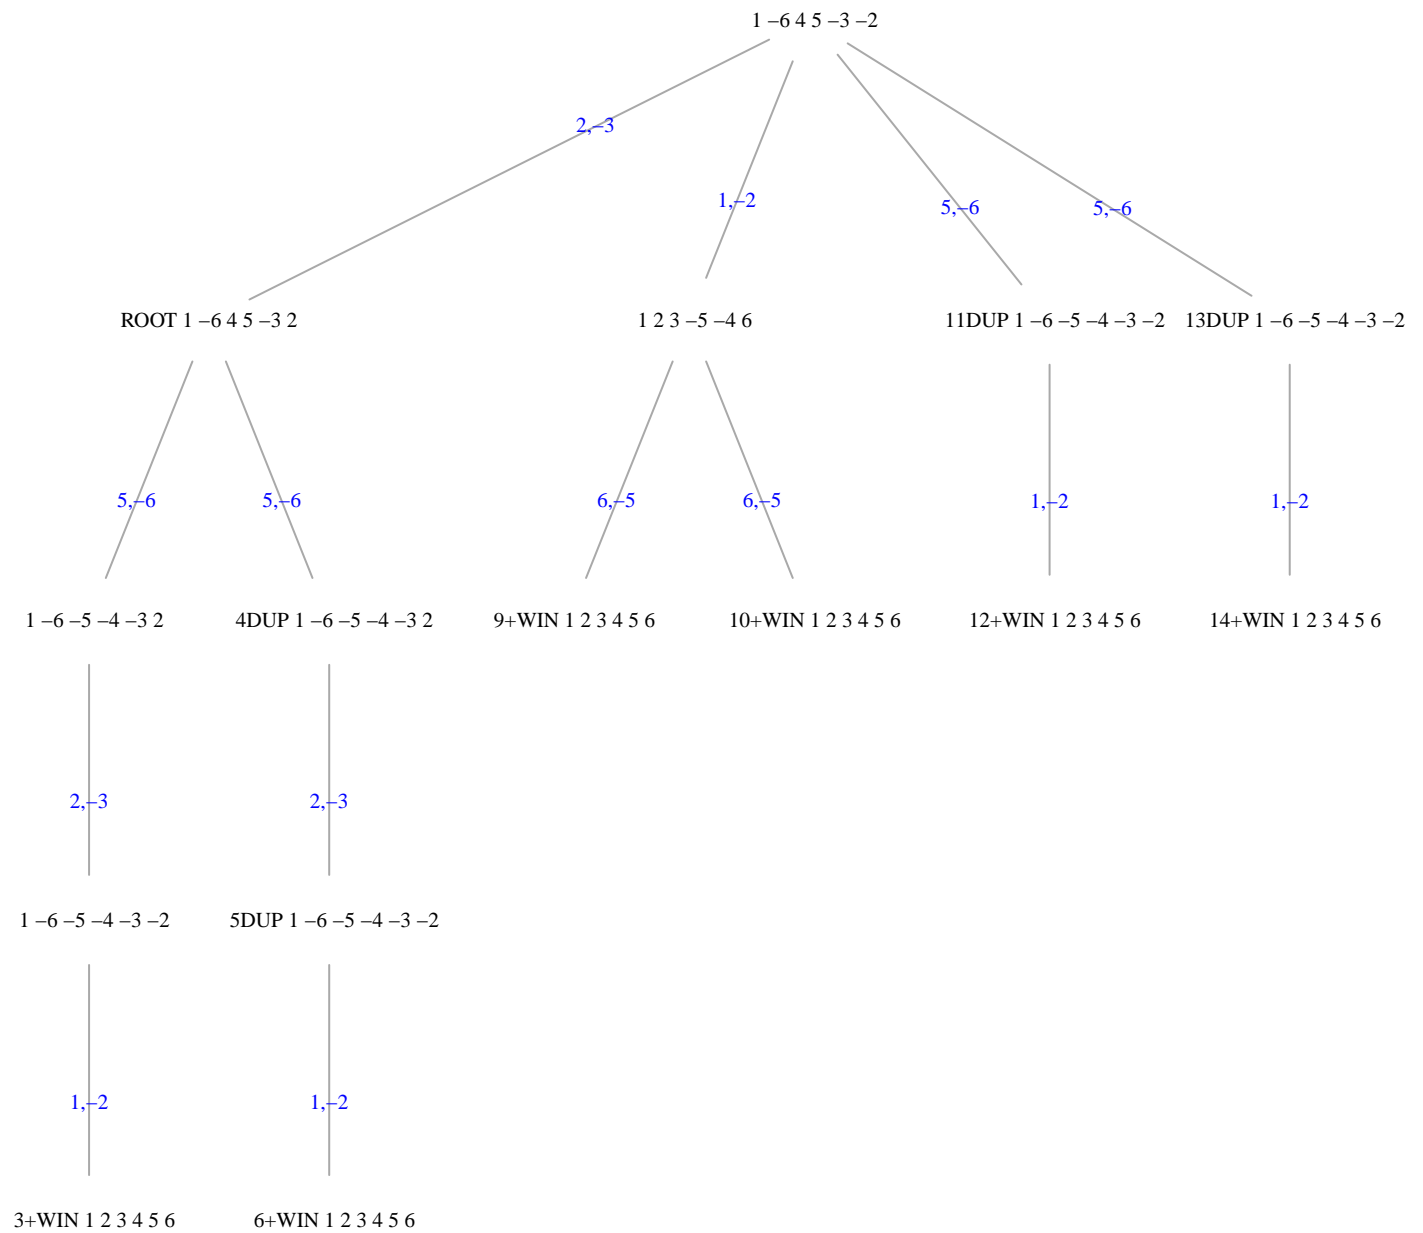 1 –6 4 5 –3 –2
2,–3
1,–2
5,–6
5,–6
ROOT 1 –6 4 5 –3 2
1 2 3 –5 –4 6
11DUP 1 –6 –5 –4 –3 –2
13DUP 1 –6 –5 –4 –3 –2
5,–6
5,–6
6,–5
6,–5
1,–2
1,–2
1 –6 –5 –4 –3 2
4DUP 1 –6 –5 –4 –3 2
9+WIN 1 2 3 4 5 6
10+WIN 1 2 3 4 5 6
12+WIN 1 2 3 4 5 6
14+WIN 1 2 3 4 5 6
2,–3
2,–3
1 –6 –5 –4 –3 –2
5DUP 1 –6 –5 –4 –3 –2
1,–2
1,–2
3+WIN 1 2 3 4 5 6
6+WIN 1 2 3 4 5 6